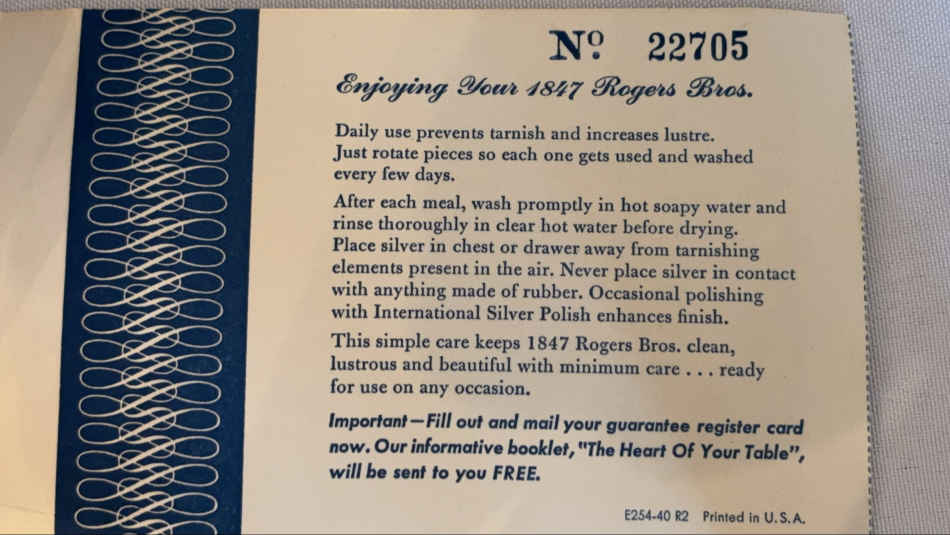 Nº 22705
Enjoying Your 1847 Rogers Bros.
Daily use prevents tarnish and increases lustre.
Just rotate pieces so each one gets used and washed
every few days.
After each meal, wash promptly in hot soapy water and
rinse thoroughly in clear hot water before drying.
Place silver in chest or drawer away from tarnishing
elements present in the air. Never place silver in contact
with anything made of rubber. Occasional polishing
with International Silver Polish enhances finish.
This simple care keeps 1847 Rogers Bros. clean,
lustrous and beautiful with minimum care . . . ready
for use on any occasion.
Important—Fill out and mail your guarantee register card
now. Our informative booklet, "The Heart Of Your Table",
will be sent to you FREE.
E254-40 R2 Printed in U.S.A.